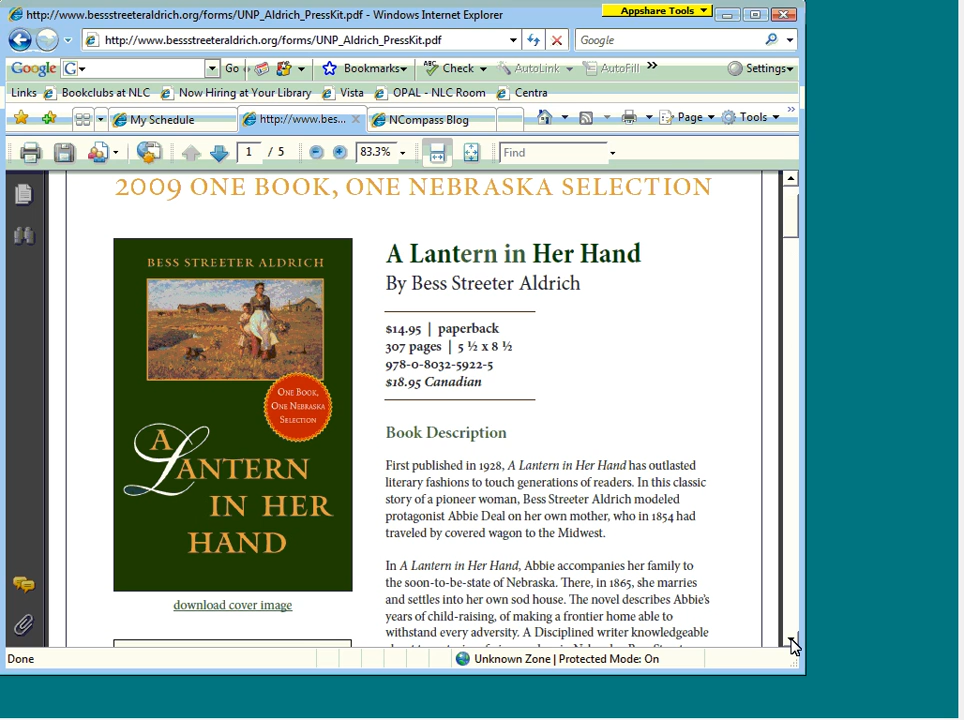 http://www.bessstreeteraldrich.org/forms/UNP_Aldrich_PressKit.pdf - Windows Internet Explorer
Appshare Tools
http://www.bessstreeteraldrich.org/forms/UNP_Aldrich_PressKit.pdf
Google
Google G Go Bookmarks Check AutoLink AutoFill Settings
Links Bookclubs at NLC Now Hiring at Your Library Vista OPAL - NLC Room Centra
My Schedule http://www.bes... NCompass Blog Page Tools
1 / 5 83.3% Find
2009 ONE BOOK, ONE NEBRASKA SELECTION
BESS STREETER ALDRICH
ONE BOOK,
ONE NEBRASKA
SELECTION
A
LANTERN
IN HER
HAND
download cover image
A Lantern in Her Hand
By Bess Streeter Aldrich
$14.95 | paperback
307 pages | 5 ½ x 8 ½
978-0-8032-5922-5
$18.95 Canadian
Book Description
First published in 1928, A Lantern in Her Hand has outlasted
literary fashions to touch generations of readers. In this classic
story of a pioneer woman, Bess Streeter Aldrich modeled
protagonist Abbie Deal on her own mother, who in 1854 had
traveled by covered wagon to the Midwest.
In A Lantern in Her Hand, Abbie accompanies her family to
the soon-to-be-state of Nebraska. There, in 1865, she marries
and settles into her own sod house. The novel describes Abbie's
years of child-raising, of making a frontier home able to
withstand every adversity. A Disciplined writer knowledgeable
Done Unknown Zone | Protected Mode: On